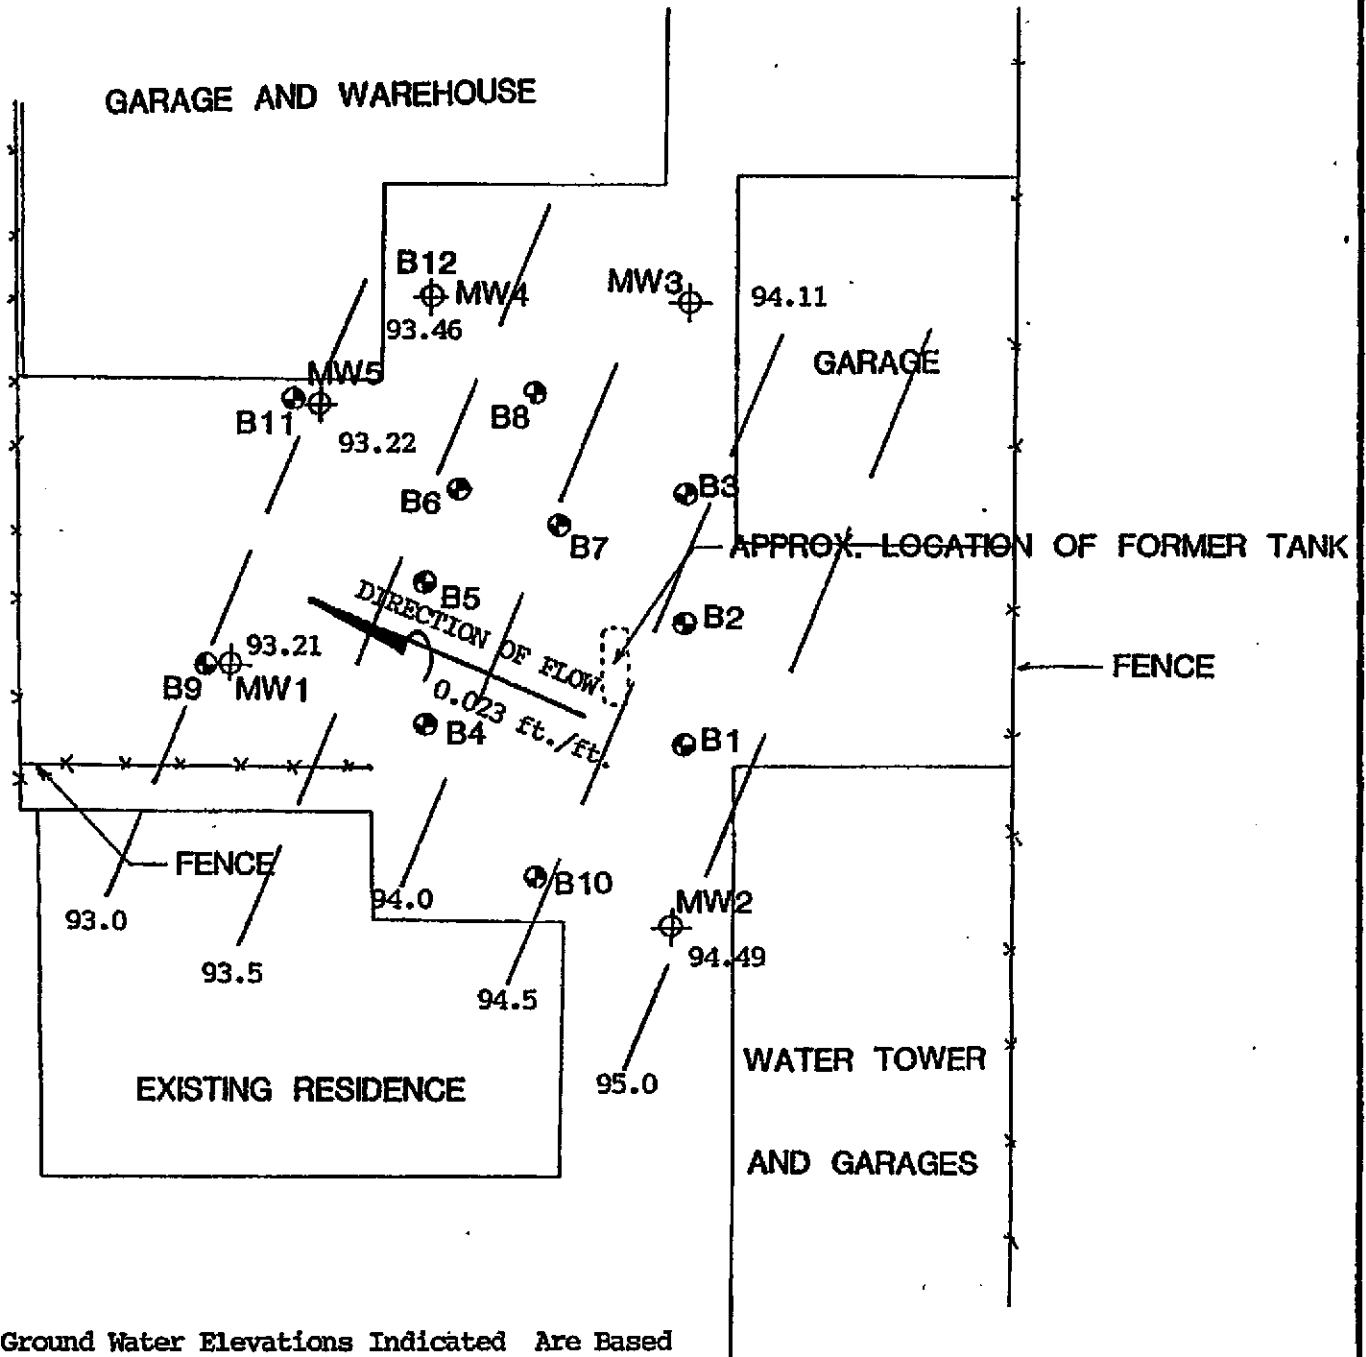 GARAGE AND WAREHOUSE
B12
MW4
93.46
MW3
94.11
GARAGE
MW5
B11
93.22
B8
B6
B3
B7
APPROX. LOCATION OF FORMER TANK
B5
DIRECTION OF FLOW
0.023 ft./ft.
B2
FENCE
93.21
B9
MW1
B4
B1
FENCE
93.0
93.5
94.0
B10
94.5
MW2
94.49
95.0
WATER TOWER
AND GARAGES
EXISTING RESIDENCE
Ground Water Elevations Indicated Are Based